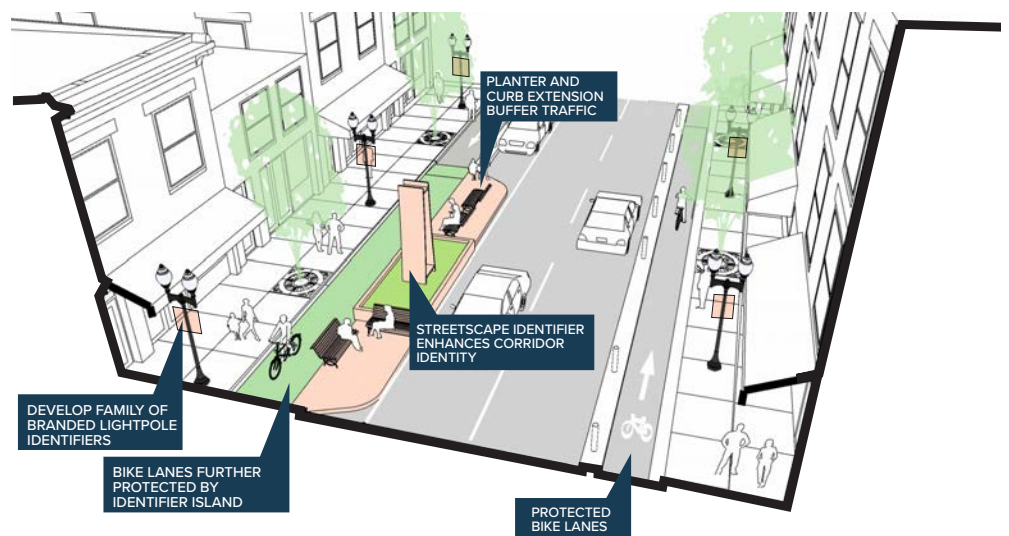 PLANTER AND
CURB EXTENSION
BUFFER TRAFFIC
STREETSCAPE IDENTIFIER
ENHANCES CORRIDOR
IDENTITY
DEVELOP FAMILY OF
BRANDED LIGHTPOLE
IDENTIFIERS
BIKE LANES FURTHER
PROTECTED BY
IDENTIFIER ISLAND
PROTECTED
BIKE LANES